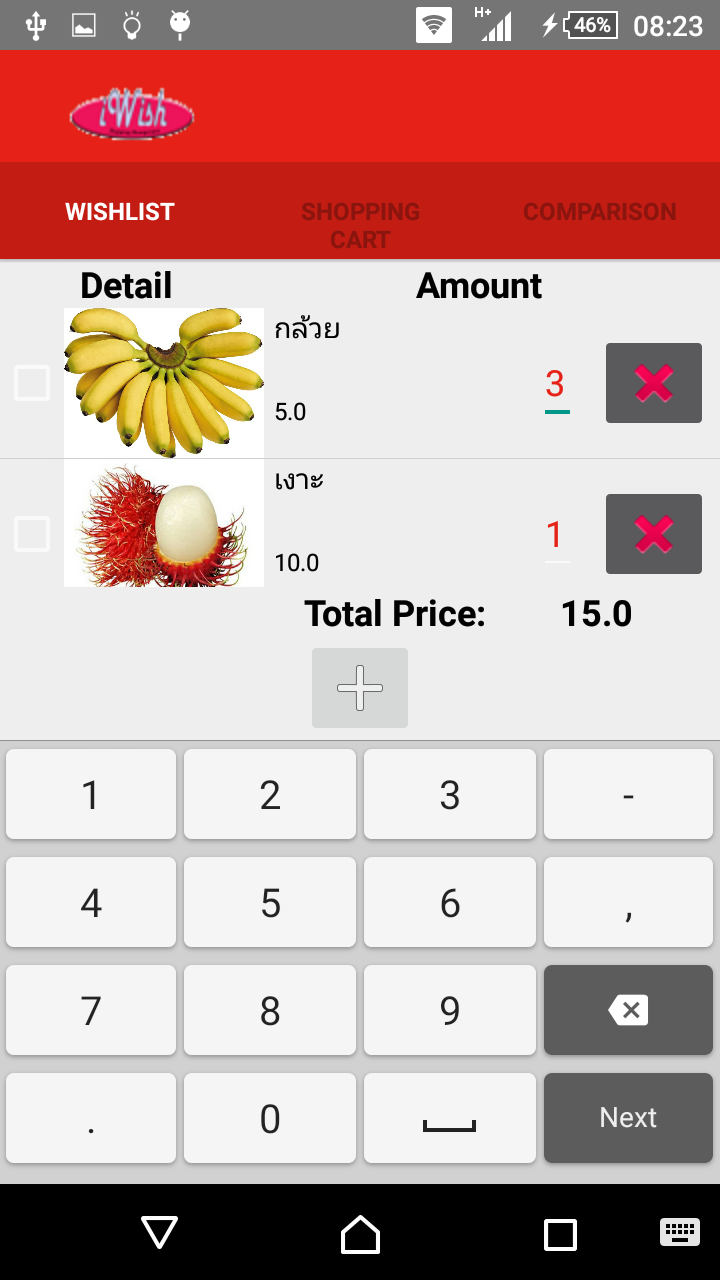 H+
46%
08:23
iWish
WISHLIST
SHOPPING
CART
COMPARISON
Detail
Amount
กล้วย
3
5.0
เงาะ
1
10.0
Total Price:
15.0
1
2
3
-
4
5
6
,
7
8
9
.
0
Next